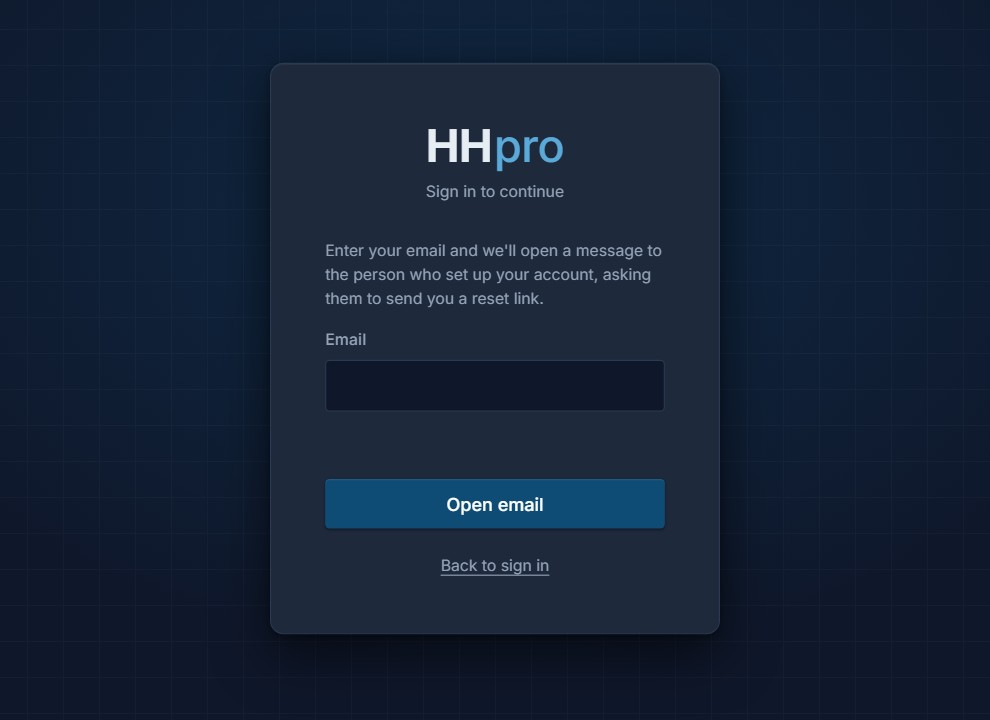 HHpro
Sign in to continue
Enter your email and we'll open a message to
the person who set up your account, asking
them to send you a reset link.
Email
Open email
Back to sign in